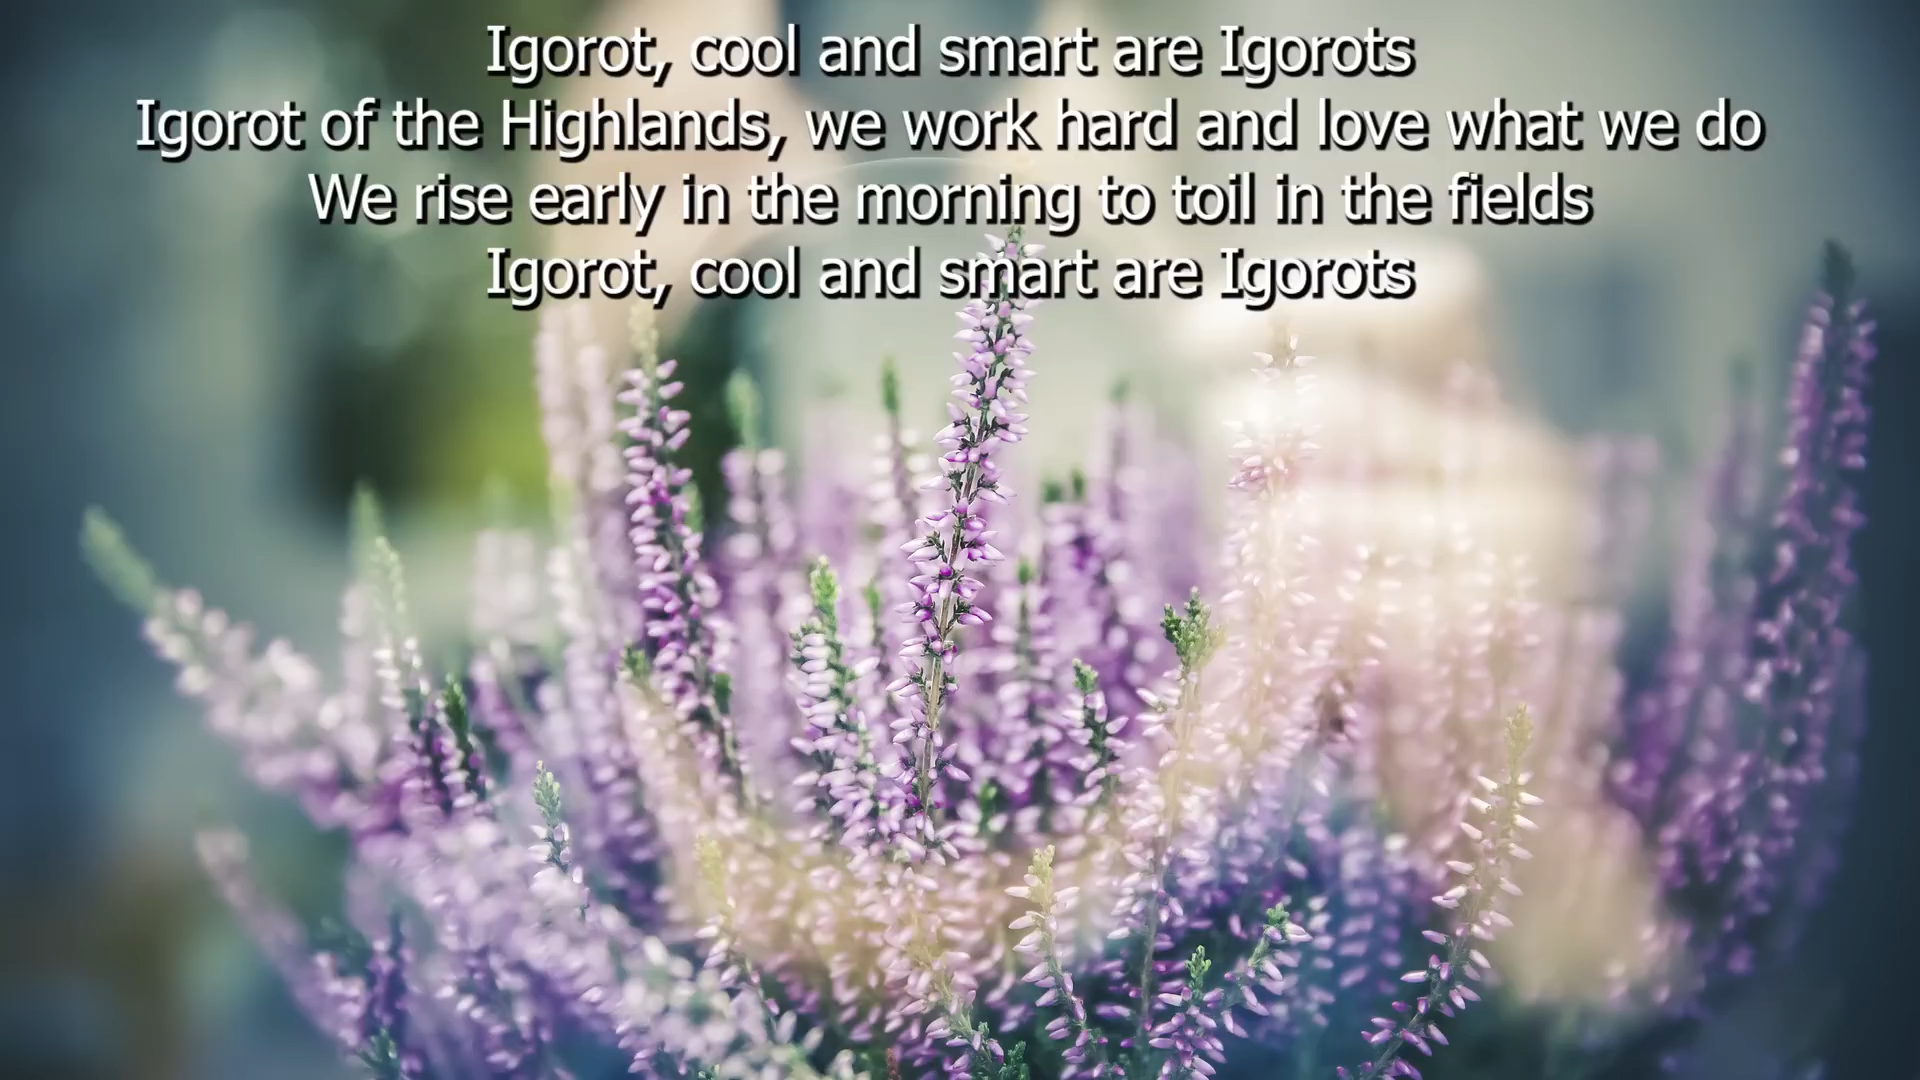 Igorot, cool and smart are Igorots
Igorot of the Highlands, we work hard and love what we do
We rise early in the morning to toil in the fields
Igorot, cool and smart are Igorots